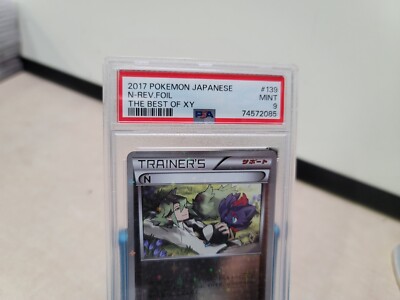 2017 POKEMON JAPANESE #139
N-REV.FOIL MINT
THE BEST OF XY PSA 9
74572085
TRAINER'S サポート
N